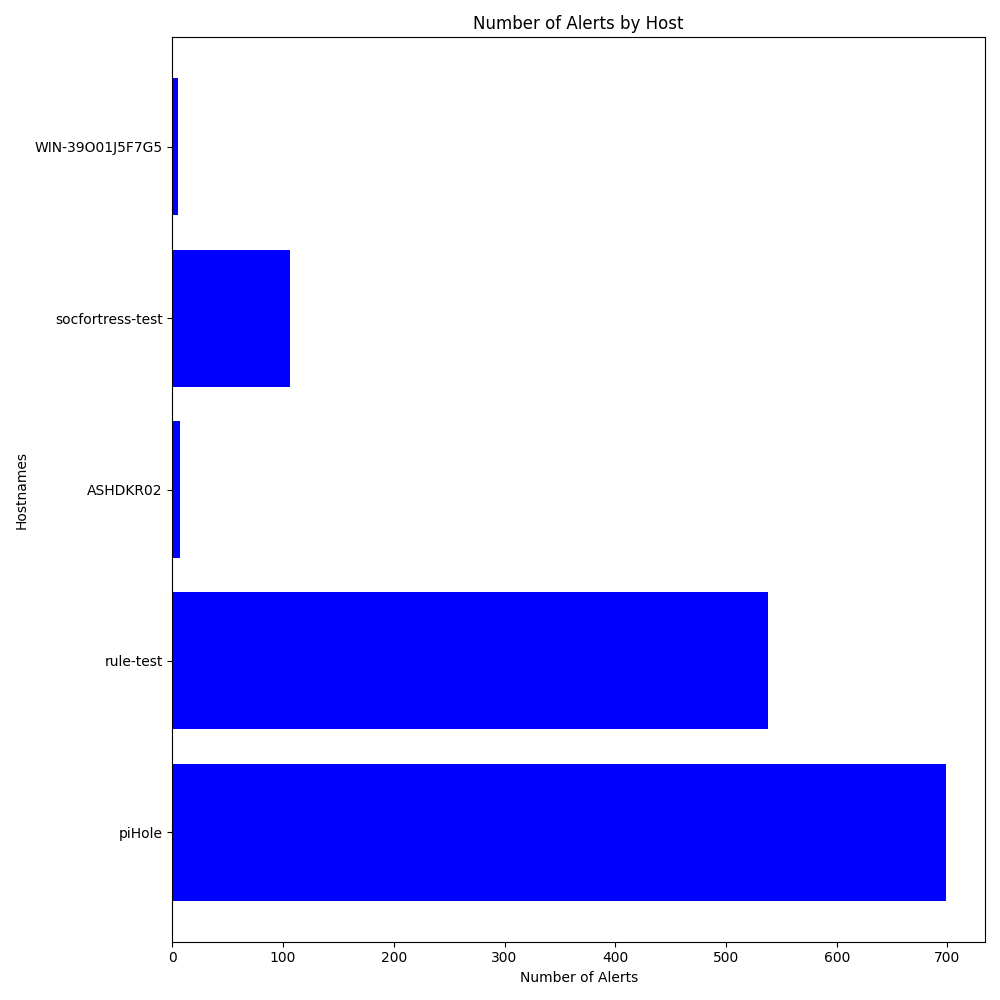 Number of Alerts by Host
WIN-39O01J5F7G5
socfortress-test
ASHDKR02
rule-test
piHole
Hostnames
0 100 200 300 400 500 600 700
Number of Alerts